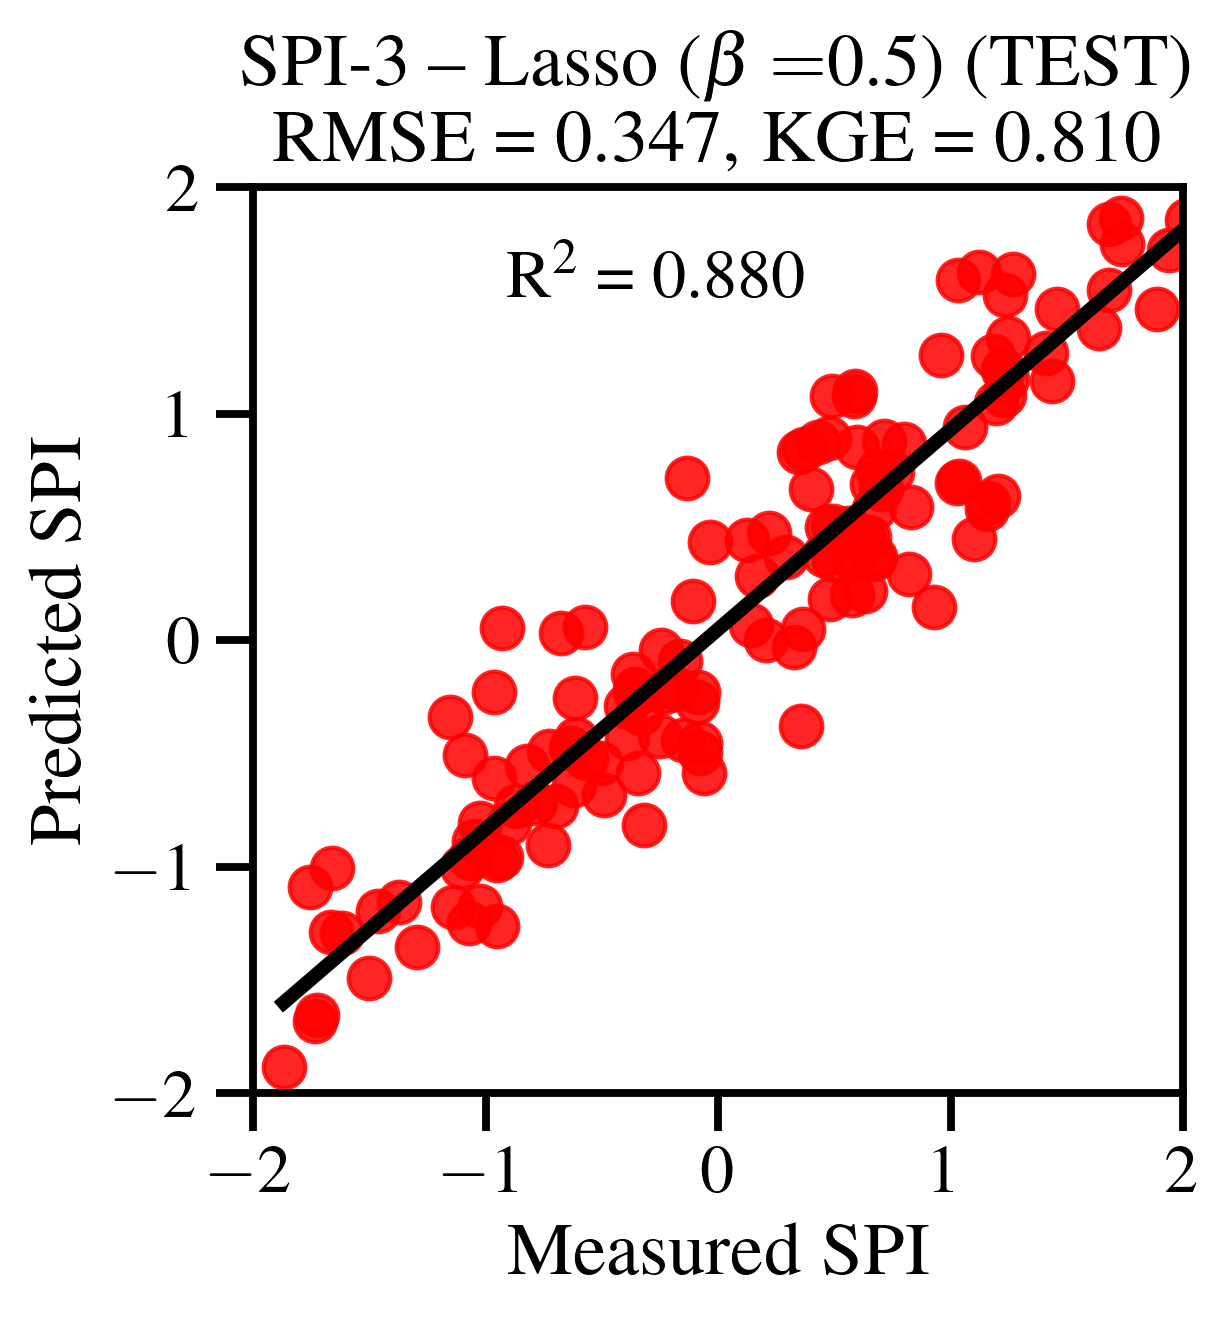 SPI-3 – Lasso (β =0.5) (TEST)
RMSE = 0.347, KGE = 0.810
R² = 0.880
2
1
0
−1
−2
Predicted SPI
−2 −1 0 1 2
Measured SPI